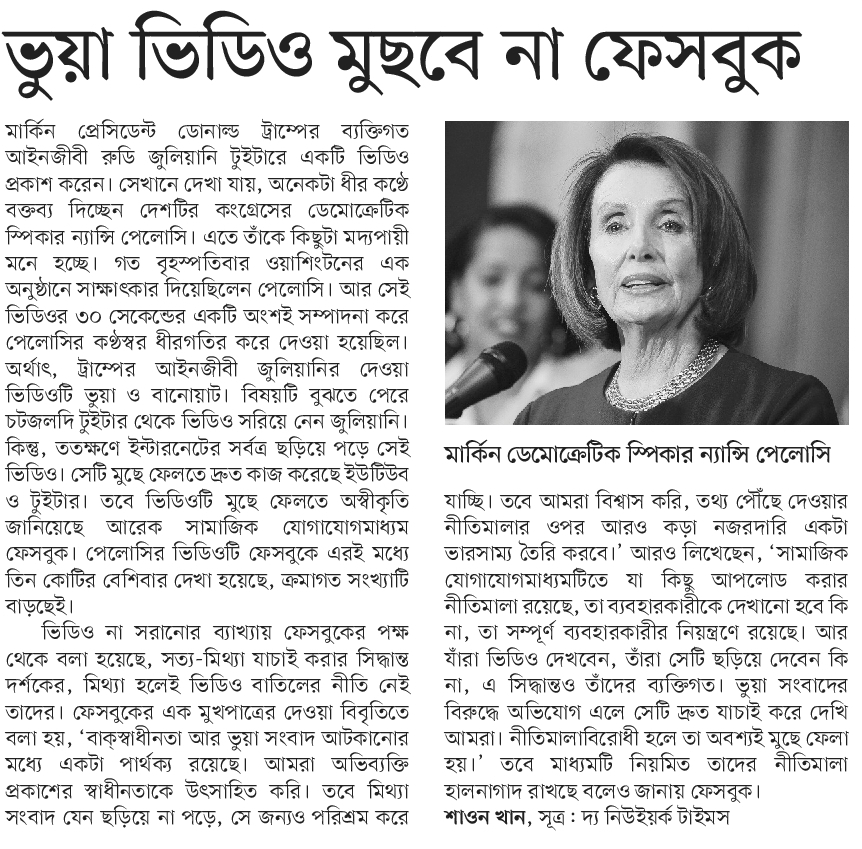 ভুয়া ভিডিও মুছবে না ফেসবুক
মার্কিন প্রেসিডেন্ট ডোনাল্ড ট্রাম্পের ব্যক্তিগত
আইনজীবী রুডি জুলিয়ানি টুইটারে একটি ভিডিও
প্রকাশ করেন। সেখানে দেখা যায়, অনেকটা ধীর কণ্ঠে
বক্তব্য দিচ্ছেন দেশটির কংগ্রেসের ডেমোক্রেটিক
স্পিকার ন্যান্সি পেলোসি। এতে তাঁকে কিছুটা মদ্যপায়ী
মনে হচ্ছে। গত বৃহস্পতিবার ওয়াশিংটনের এক
অনুষ্ঠানে সাক্ষাৎকার দিয়েছিলেন পেলোসি। আর সেই
ভিডিওর ৩০ সেকেন্ডের একটি অংশই সম্পাদনা করে
পেলোসির কণ্ঠস্বর ধীরগতির করে দেওয়া হয়েছিল।
অর্থাৎ, ট্রাম্পের আইনজীবী জুলিয়ানির দেওয়া
ভিডিওটি ভুয়া ও বানোয়াট। বিষয়টি বুঝতে পেরে
চটজলদি টুইটার থেকে ভিডিও সরিয়ে নেন জুলিয়ানি।
কিন্তু, ততক্ষণে ইন্টারনেটের সর্বত্র ছড়িয়ে পড়ে সেই
ভিডিও। সেটি মুছে ফেলতে দ্রুত কাজ করেছে ইউটিউব
ও টুইটার। তবে ভিডিওটি মুছে ফেলতে অস্বীকৃতি
জানিয়েছে আরেক সামাজিক যোগাযোগমাধ্যম
ফেসবুক। পেলোসির ভিডিওটি ফেসবুকে এরই মধ্যে
তিন কোটির বেশিবার দেখা হয়েছে, ক্রমাগত সংখ্যাটি
বাড়ছেই।
ভিডিও না সরানোর ব্যাখ্যায় ফেসবুকের পক্ষ
থেকে বলা হয়েছে, সত্য-মিথ্যা যাচাই করার সিদ্ধান্ত
দর্শকের, মিথ্যা হলেই ভিডিও বাতিলের নীতি নেই
তাদের। ফেসবুকের এক মুখপাত্রের দেওয়া বিবৃতিতে
বলা হয়, ‘বাক্‌স্বাধীনতা আর ভুয়া সংবাদ আটকানোর
মধ্যে একটা পার্থক্য রয়েছে। আমরা অভিব্যক্তি
প্রকাশের স্বাধীনতাকে উৎসাহিত করি। তবে মিথ্যা
সংবাদ যেন ছড়িয়ে না পড়ে, সে জন্যও পরিশ্রম করে
মার্কিন ডেমোক্রেটিক স্পিকার ন্যান্সি পেলোসি
যাচ্ছি। তবে আমরা বিশ্বাস করি, তথ্য পৌঁছে দেওয়ার
নীতিমালার ওপর আরও কড়া নজরদারি একটা
ভারসাম্য তৈরি করবে।’ আরও লিখেছেন, ‘সামাজিক
যোগাযোগমাধ্যমটিতে যা কিছু আপলোড করার
নীতিমালা রয়েছে, তা ব্যবহারকারীকে দেখানো হবে কি
না, তা সম্পূর্ণ ব্যবহারকারীর নিয়ন্ত্রণে রয়েছে। আর
যাঁরা ভিডিও দেখবেন, তাঁরা সেটি ছড়িয়ে দেবেন কি
না, এ সিদ্ধান্তও তাঁদের ব্যক্তিগত। ভুয়া সংবাদের
বিরুদ্ধে অভিযোগ এলে সেটি দ্রুত যাচাই করে দেখি
আমরা। নীতিমালাবিরোধী হলে তা অবশ্যই মুছে ফেলা
হয়।’ তবে মাধ্যমটি নিয়মিত তাদের নীতিমালা
হালনাগাদ রাখছে বলেও জানায় ফেসবুক।
শাওন খান, সূত্র : দ্য নিউইয়র্ক টাইমস